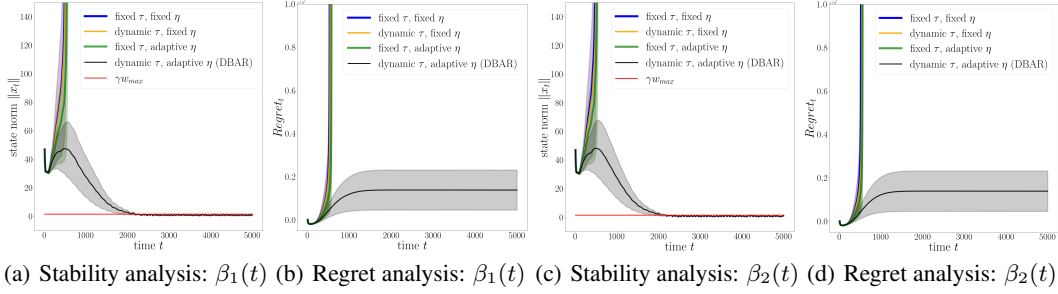 140
120
100
80
60
40
20
0
state norm ‖x_t‖
fixed τ, fixed η
dynamic τ, fixed η
fixed τ, adaptive η
dynamic τ, adaptive η (DBAR)
γw_max
0 1000 2000 3000 4000 5000
time t
(a) Stability analysis: β₁(t)
1.0
0.8
0.6
0.4
0.2
0.0
Regret_t
fixed τ, fixed η
dynamic τ, fixed η
fixed τ, adaptive η
dynamic τ, adaptive η (DBAR)
0 1000 2000 3000 4000 5000
time t
(b) Regret analysis: β₁(t)
140
120
100
80
60
40
20
0
state norm ‖x_t‖
fixed τ, fixed η
dynamic τ, fixed η
fixed τ, adaptive η
dynamic τ, adaptive η (DBAR)
γw_max
0 1000 2000 3000 4000 5000
time t
(c) Stability analysis: β₂(t)
1.0
0.8
0.6
0.4
0.2
0.0
Regret_t
fixed τ, fixed η
dynamic τ, fixed η
fixed τ, adaptive η
dynamic τ, adaptive η (DBAR)
0 1000 2000 3000 4000 5000
time t
(d) Regret analysis: β₂(t)